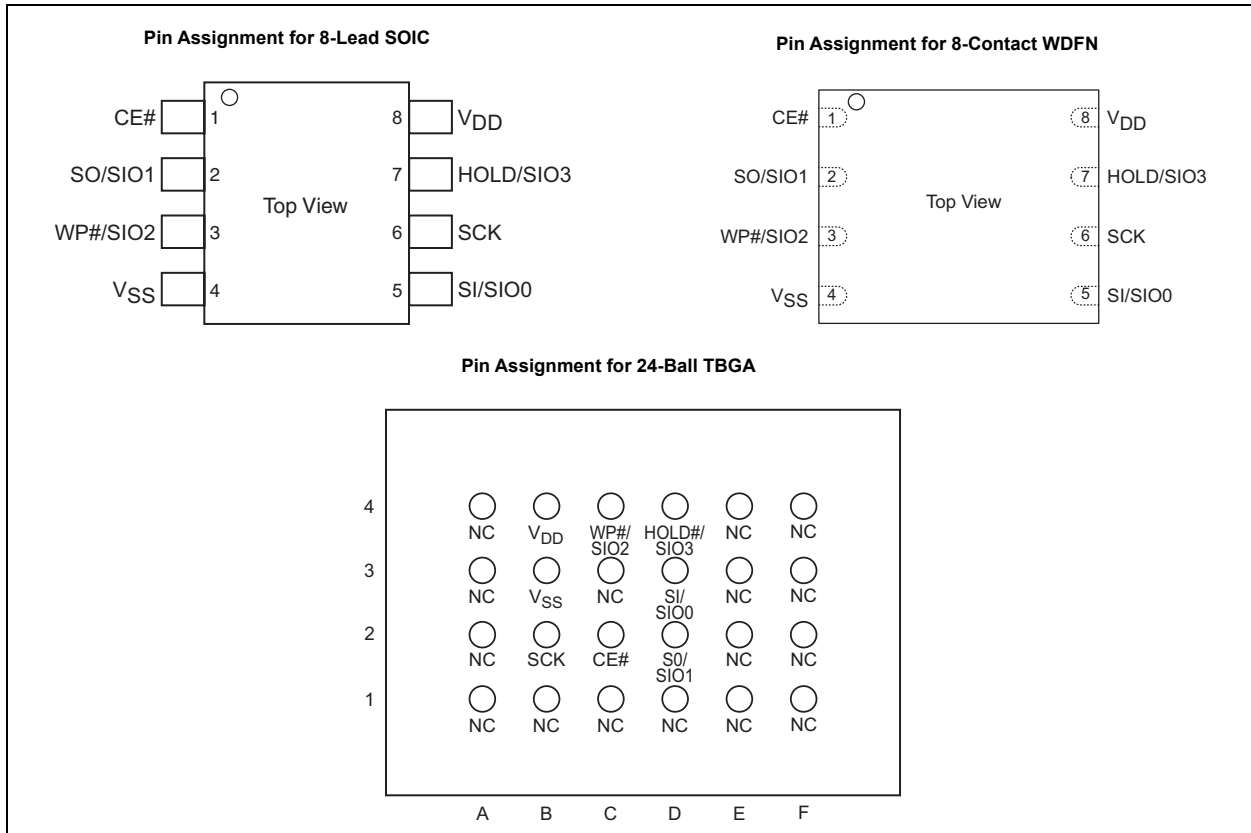 Pin Assignment for 8-Lead SOIC
CE# 1 8 VDD
SO/SIO1 2 7 HOLD/SIO3
Top View
WP#/SIO2 3 6 SCK
VSS 4 5 SI/SIO0
Pin Assignment for 8-Contact WDFN
CE# 1 8 VDD
SO/SIO1 2 7 HOLD/SIO3
Top View
WP#/SIO2 3 6 SCK
VSS 4 5 SI/SIO0
Pin Assignment for 24-Ball TBGA
4
NC VDD WP#/ HOLD#/ NC NC
SIO2 SIO3
3
NC VSS NC SI/ NC NC
SIO0
2
NC SCK CE# S0/ NC NC
SIO1
1
NC NC NC NC NC NC
A B C D E F